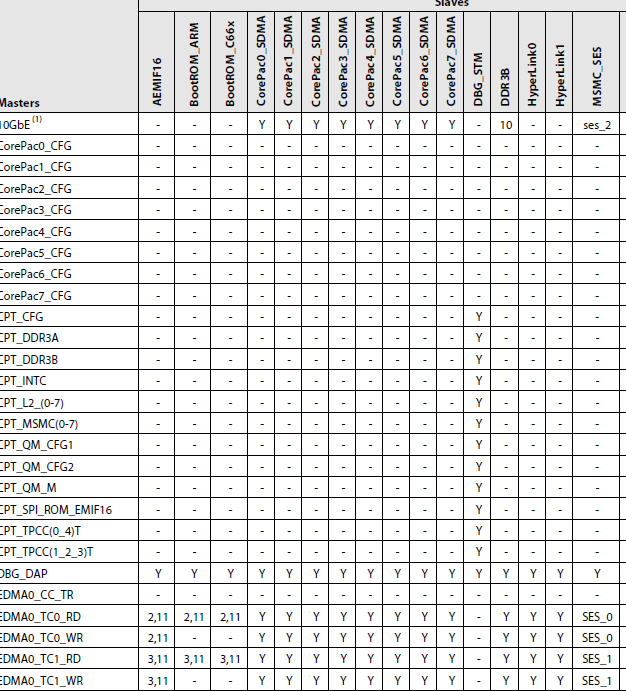 Slaves
Masters AEMIF16 BootROM_ARM BootROM_C66x CorePac0_SDMA CorePac1_SDMA CorePac2_SDMA CorePac3_SDMA CorePac4_SDMA CorePac5_SDMA CorePac6_SDMA CorePac7_SDMA DBG_STM DDR3B HyperLink0 HyperLink1 MSMC_SES
10GbE (1) - - - Y Y Y Y Y Y Y Y - 10 - - ses_2
CorePac0_CFG - - - - - - - - - - - - - - - -
CorePac1_CFG - - - - - - - - - - - - - - - -
CorePac2_CFG - - - - - - - - - - - - - - - -
CorePac3_CFG - - - - - - - - - - - - - - - -
CorePac4_CFG - - - - - - - - - - - - - - - -
CorePac5_CFG - - - - - - - - - - - - - - - -
CorePac6_CFG - - - - - - - - - - - - - - - -
CorePac7_CFG - - - - - - - - - - - - - - - -
CPT_CFG - - - - - - - - - - - Y - - - -
CPT_DDR3A - - - - - - - - - - - Y - - - -
CPT_DDR3B - - - - - - - - - - - Y - - - -
CPT_INTC - - - - - - - - - - - Y - - - -
CPT_L2_(0-7) - - - - - - - - - - - Y - - - -
CPT_MSMC(0-7) - - - - - - - - - - - Y - - - -
CPT_QM_CFG1 - - - - - - - - - - - Y - - - -
CPT_QM_CFG2 - - - - - - - - - - - Y - - - -
CPT_QM_M - - - - - - - - - - - Y - - - -
CPT_SPI_ROM_EMIF16 - - - - - - - - - - - Y - - - -
CPT_TPCC(0_4)T - - - - - - - - - - - Y - - - -
CPT_TPCC(1_2_3)T - - - - - - - - - - - Y - - - -
DBG_DAP Y Y Y Y Y Y Y Y Y Y Y Y Y Y Y Y
EDMA0_CC_TR - - - - - - - - - - - - - - - -
EDMA0_TC0_RD 2,11 2,11 2,11 Y Y Y Y Y Y Y Y - Y Y Y SES_0
EDMA0_TC0_WR 2,11 - - Y Y Y Y Y Y Y Y - Y Y Y SES_0
EDMA0_TC1_RD 3,11 3,11 3,11 Y Y Y Y Y Y Y Y - Y Y Y SES_1
EDMA0_TC1_WR 3,11 - - Y Y Y Y Y Y Y Y - Y Y Y SES_1